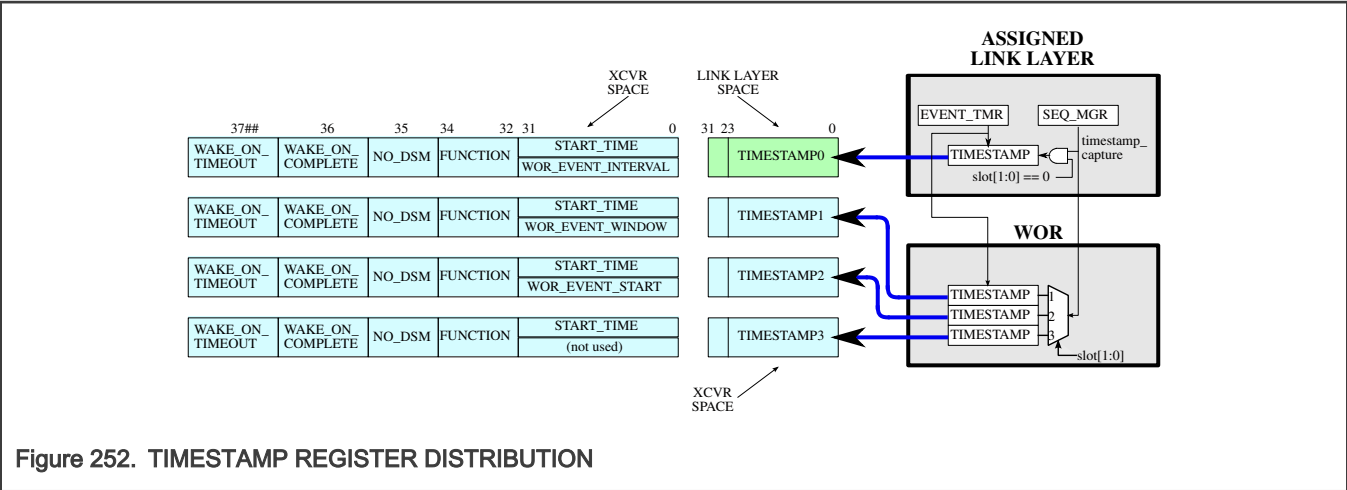 ASSIGNED
LINK LAYER
XCVR
SPACE
LINK LAYER
SPACE
EVENT_TMR
SEQ_MGR
37## 36 35 34 32 31 0 31 23 0
timestamp_
capture
WAKE_ON_
TIMEOUT
WAKE_ON_
COMPLETE
NO_DSM
FUNCTION
START_TIME
WOR_EVENT_INTERVAL
TIMESTAMP0
TIMESTAMP
slot[1:0] == 0
WAKE_ON_
TIMEOUT
WAKE_ON_
COMPLETE
NO_DSM
FUNCTION
START_TIME
WOR_EVENT_WINDOW
TIMESTAMP1
WOR
WAKE_ON_
TIMEOUT
WAKE_ON_
COMPLETE
NO_DSM
FUNCTION
START_TIME
WOR_EVENT_START
TIMESTAMP2
TIMESTAMP 1
TIMESTAMP 2
TIMESTAMP 3
WAKE_ON_
TIMEOUT
WAKE_ON_
COMPLETE
NO_DSM
FUNCTION
START_TIME
(not used)
TIMESTAMP3
slot[1:0]
XCVR
SPACE
Figure 252. TIMESTAMP REGISTER DISTRIBUTION